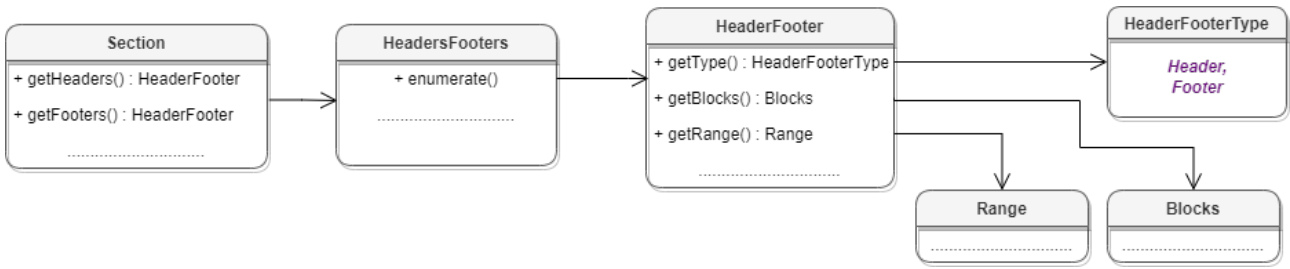 Section
+ getHeaders() : HeaderFooter
+ getFooters() : HeaderFooter
HeadersFooters
+ enumerate()
HeaderFooter
+ getType() : HeaderFooterType
+ getBlocks() : Blocks
+ getRange() : Range
HeaderFooterType
Header,
Footer
Range
Blocks